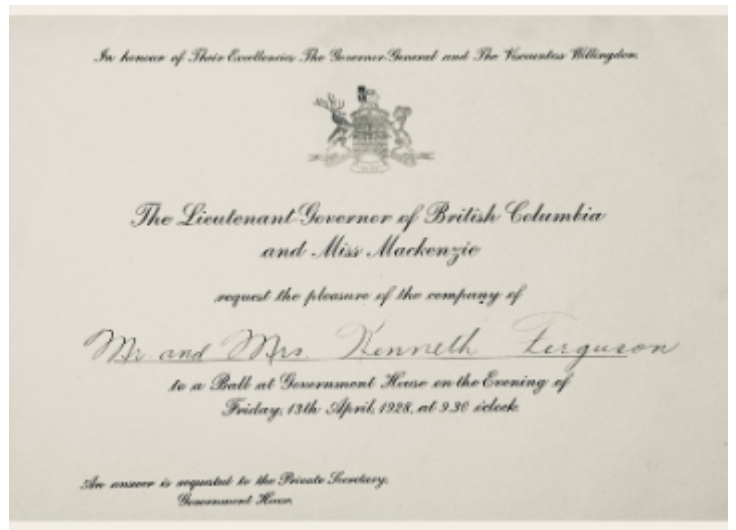 In honour of Their Excellencies The Governor-General and The Viscountess Willingdon.
The Lieutenant-Governor of British Columbia
and Miss Mackenzie
request the pleasure of the company of
Mr. and Mrs. Kenneth Ferguson
to a Ball at Government House on the Evening of
Friday, 13th April, 1928, at 9.30 o'clock.
An answer is requested to the Private Secretary,
Government House.